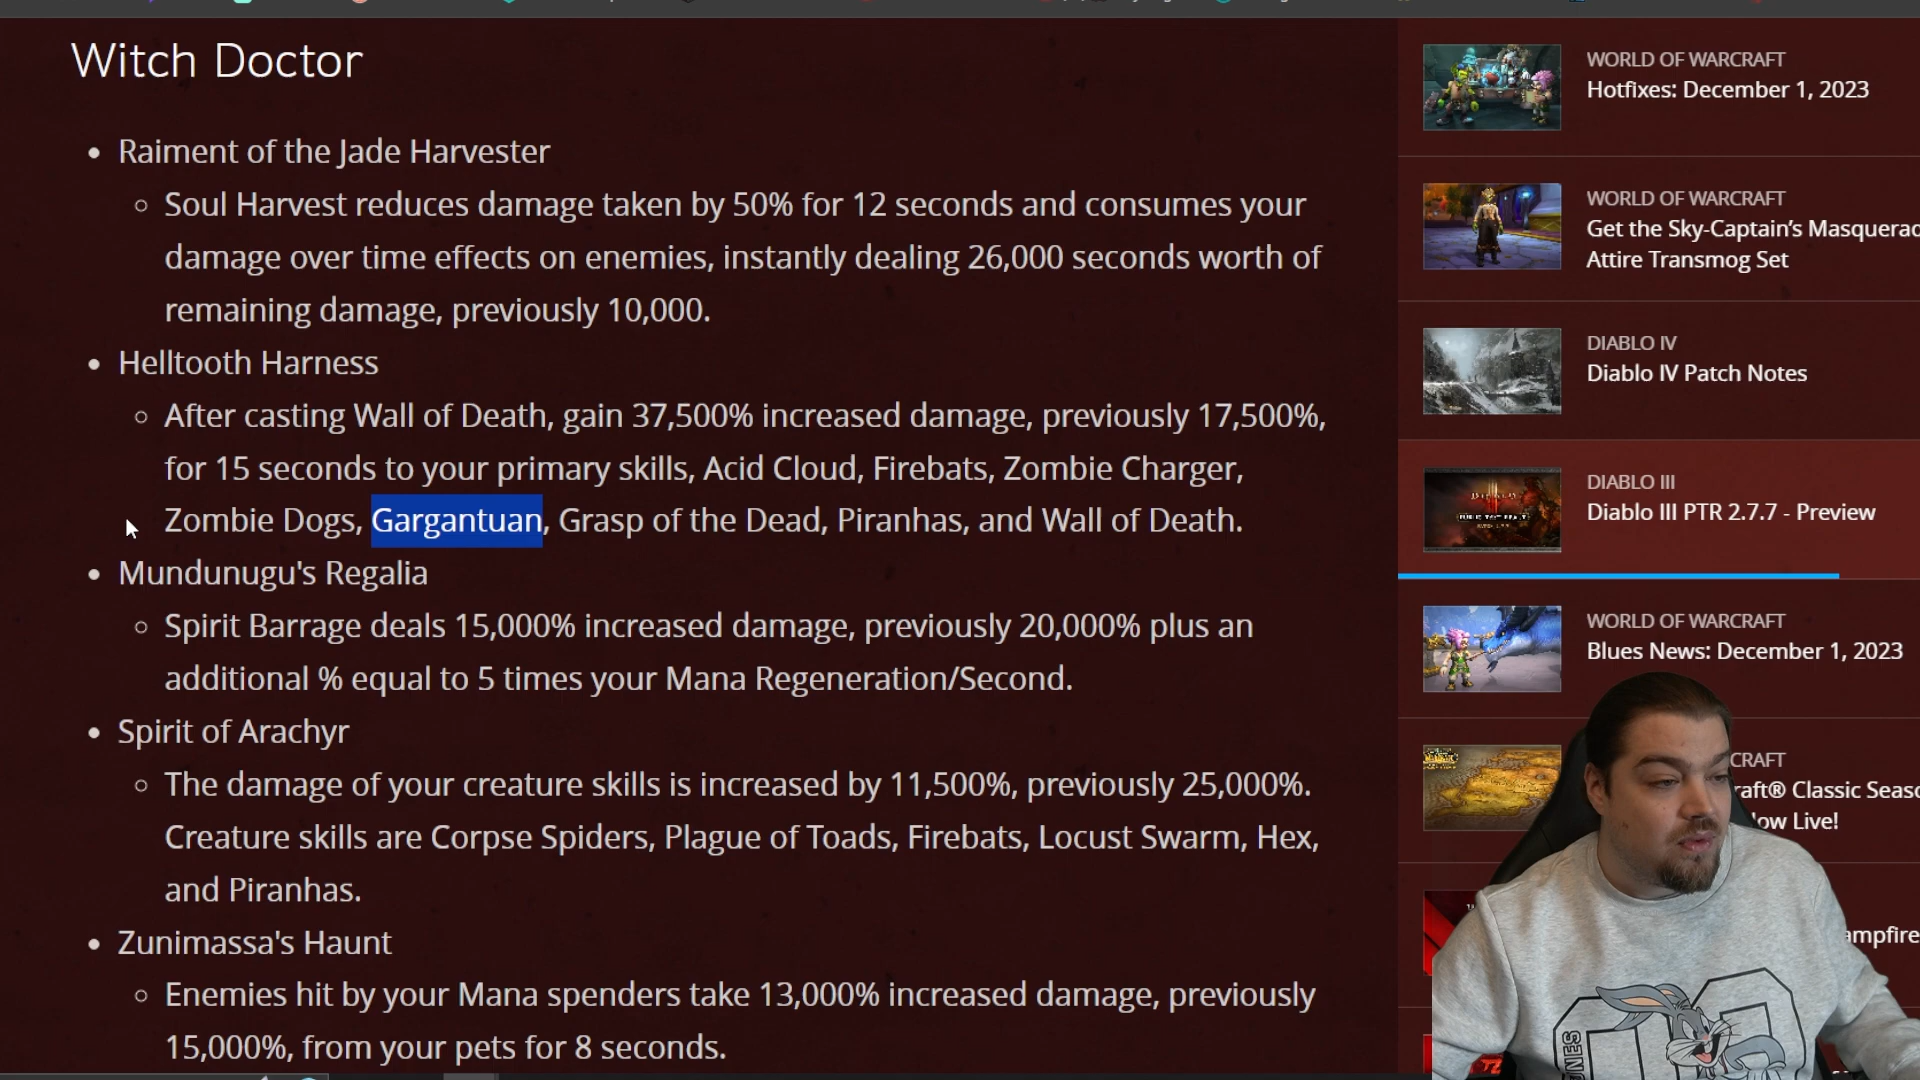 Witch Doctor
Raiment of the Jade Harvester
Soul Harvest reduces damage taken by 50% for 12 seconds and consumes your
damage over time effects on enemies, instantly dealing 26,000 seconds worth of
remaining damage, previously 10,000.
Helltooth Harness
After casting Wall of Death, gain 37,500% increased damage, previously 17,500%,
for 15 seconds to your primary skills, Acid Cloud, Firebats, Zombie Charger,
Zombie Dogs, Gargantuan, Grasp of the Dead, Piranhas, and Wall of Death.
Mundunugu's Regalia
Spirit Barrage deals 15,000% increased damage, previously 20,000% plus an
additional % equal to 5 times your Mana Regeneration/Second.
Spirit of Arachyr
The damage of your creature skills is increased by 11,500%, previously 25,000%.
Creature skills are Corpse Spiders, Plague of Toads, Firebats, Locust Swarm, Hex,
and Piranhas.
Zunimassa's Haunt
Enemies hit by your Mana spenders take 13,000% increased damage, previously
15,000%, from your pets for 8 seconds.
WORLD OF WARCRAFT
Hotfixes: December 1, 2023
WORLD OF WARCRAFT
Get the Sky-Captain's Masquerad
Attire Transmog Set
DIABLO IV
Diablo IV Patch Notes
DIABLO III
Diablo III PTR 2.7.7 - Preview
WORLD OF WARCRAFT
Blues News: December 1, 2023
CRAFT
raft® Classic Seaso
Now Live!
ampfire